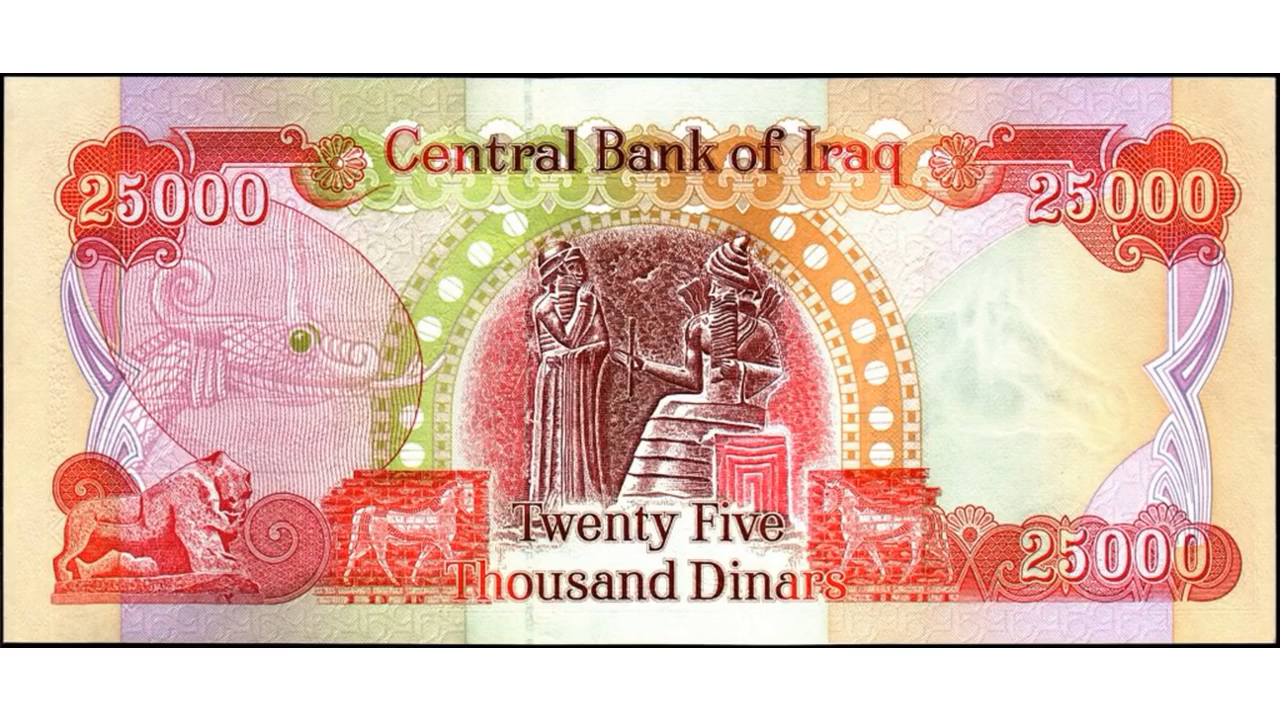 Central Bank of Iraq
25000
25000
Twenty Five
Thousand Dinars
25000